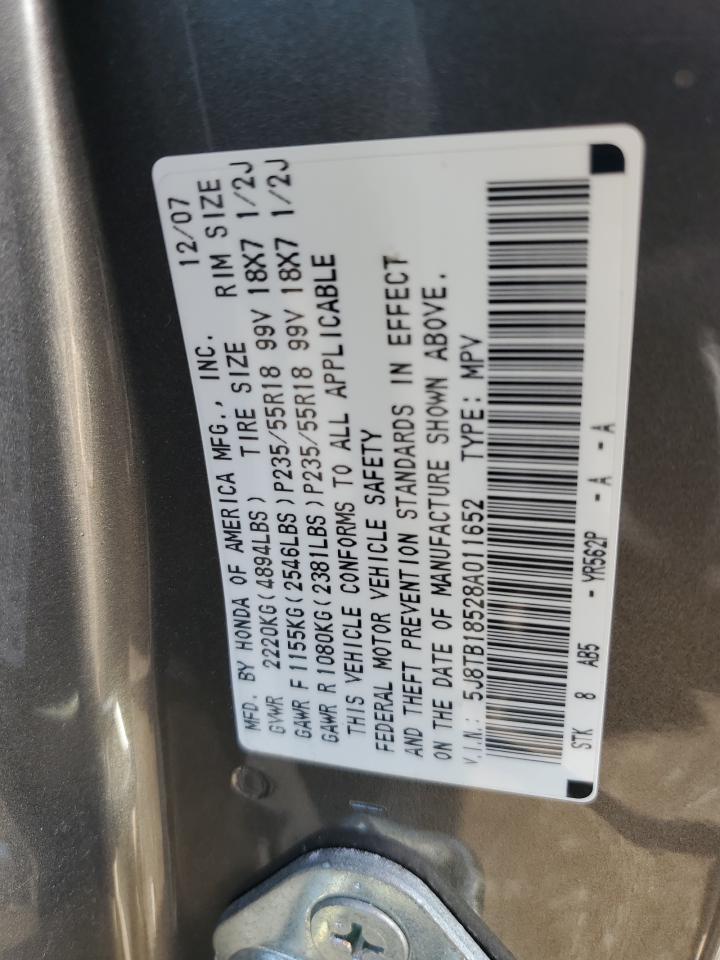 MFD. BY HONDA OF AMERICA MFG., INC. 12/07
GVWR 2220KG(4894LBS) TIRE SIZE RIM SIZE
GAWR F 1155KG(2546LBS)P235/55R18 99V 18X7 1/2J
GAWR R 1080KG(2381LBS)P235/55R18 99V 18X7 1/2J
THIS VEHICLE CONFORMS TO ALL APPLICABLE
FEDERAL MOTOR VEHICLE SAFETY
AND THEFT PREVENTION STANDARDS IN EFFECT
ON THE DATE OF MANUFACTURE SHOWN ABOVE.
V.I.N.: 5J8TB18528A011652 TYPE: MPV
STK 8 AB5 - YR562P - A - A